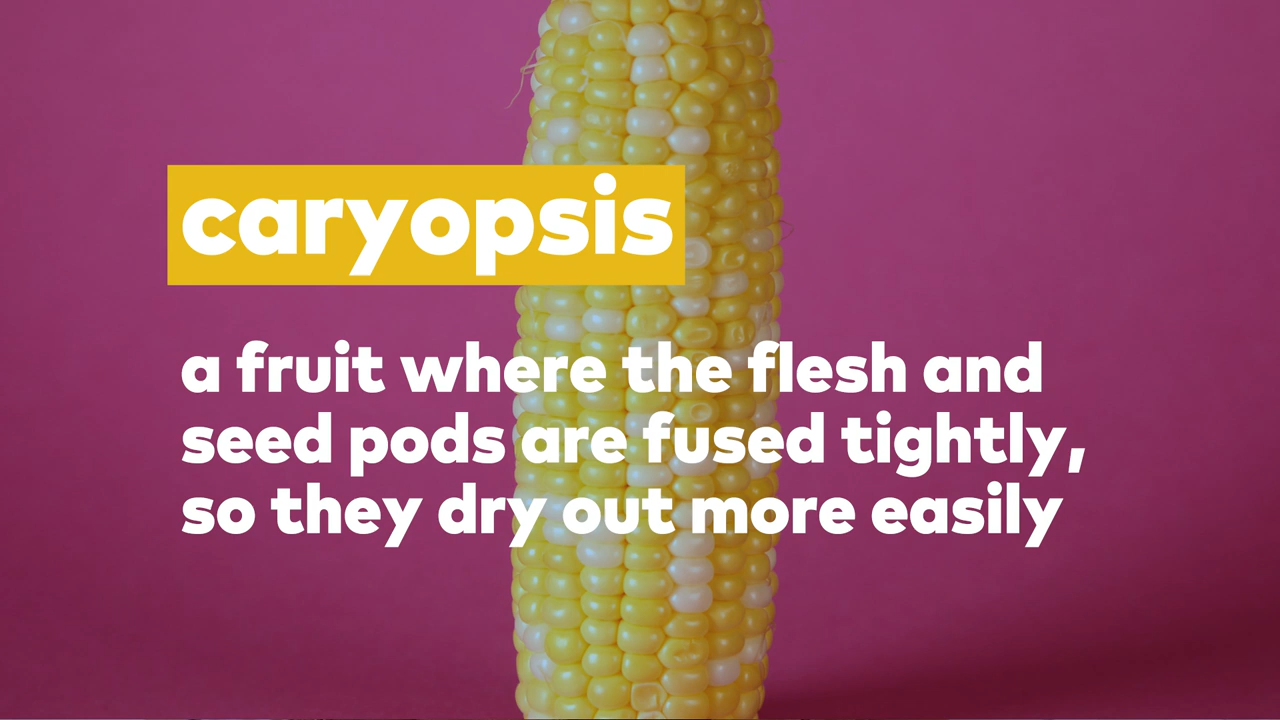 caryopsis
a fruit where the flesh and
seed pods are fused tightly,
so they dry out more easily